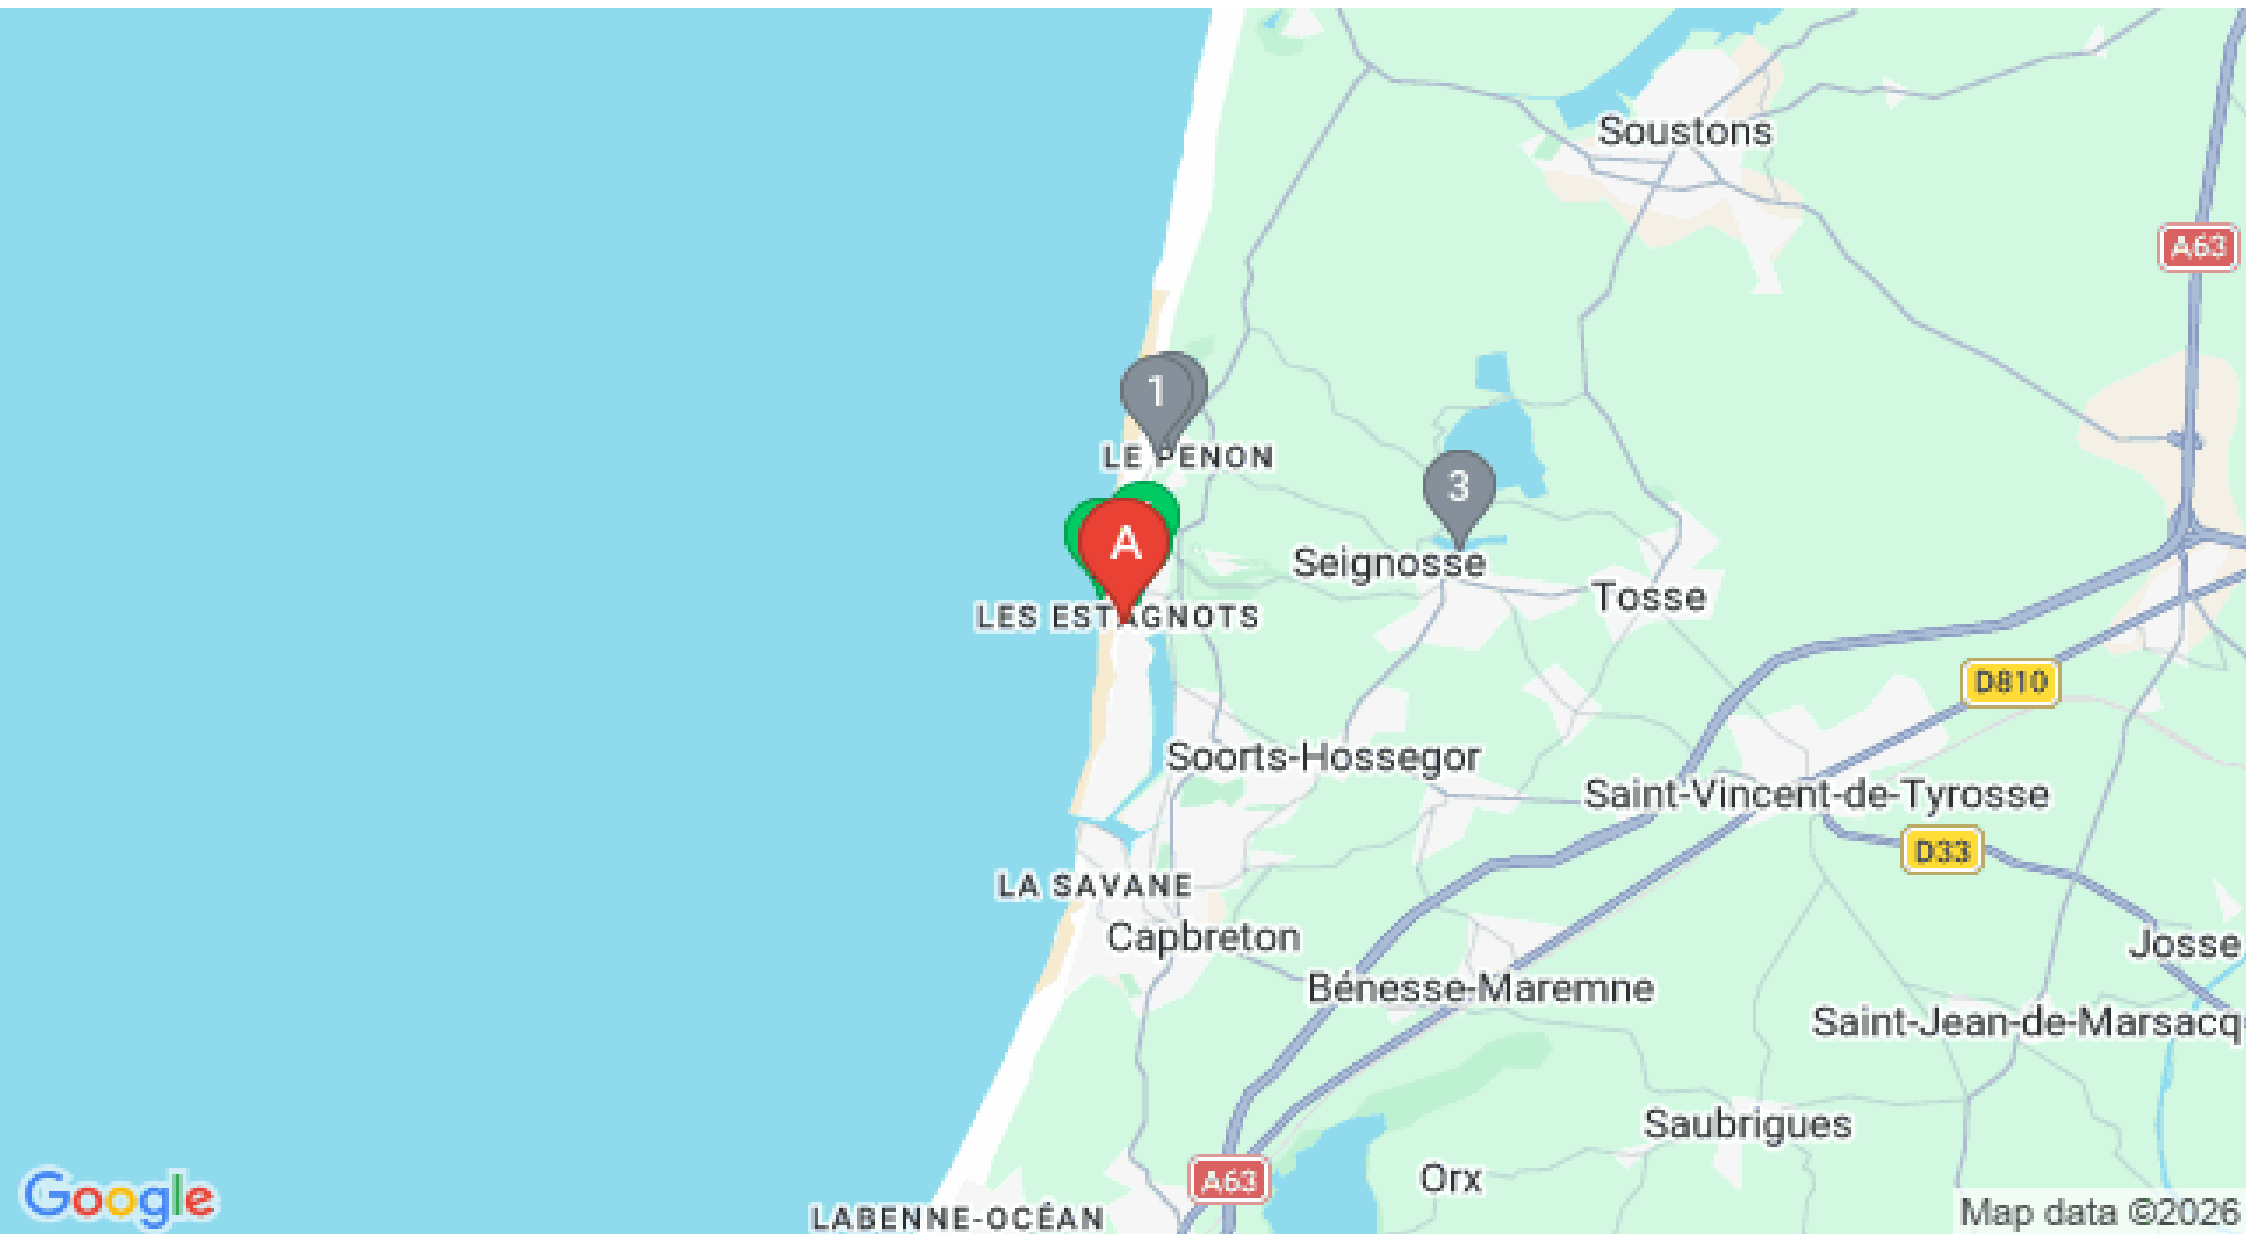 Soustons
A63
1
LE PENON
3
A
Seignosse
Tosse
LES ESTAGNOTS
D810
Soorts-Hossegor
Saint-Vincent-de-Tyrosse
D33
LA SAVANE
Capbreton
Josse
Bénesse-Maremne
Saint-Jean-de-Marsacq
Saubrigues
Orx
A63
Google
LABENNE-OCÉAN
Map data ©2026